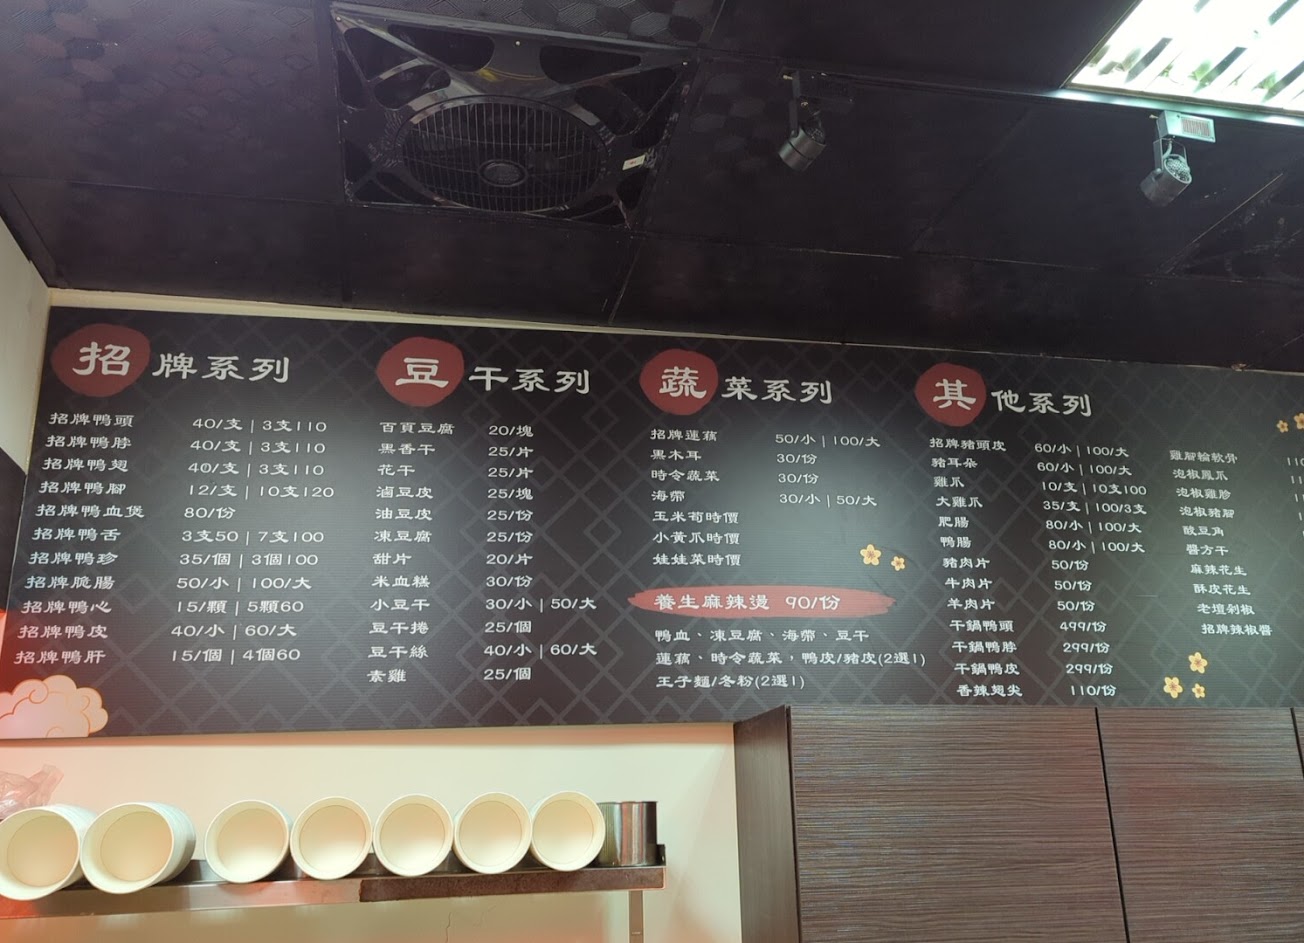 招牌系列
招牌鴨頭 40/支 | 3支110
招牌鴨脖 40/支 | 3支110
招牌鴨翅 40/支 | 3支110
招牌鴨腳 12/支 | 10支120
招牌鴨血煲 80/份
招牌鴨舌 3支50 | 7支100
招牌鴨珍 35/個 | 3個100
招牌脆腸 50/小 | 100/大
招牌鴨心 15/顆 | 5顆60
招牌鴨皮 40/小 | 60/大
招牌鴨肝 15/個 | 4個60
豆干系列
百頁豆腐 20/塊
黑香干 25/片
花干 25/片
滷豆皮 25/塊
油豆皮 25/份
凍豆腐 25/份
甜片 20/片
米血糕 30/份
小豆干 30/小 | 50/大
豆干捲 25/個
豆干絲 40/小 | 60/大
素雞 25/個
蔬菜系列
招牌蓮藕 50/小 | 100/大
黑木耳 30/份
時令蔬菜 30/份
海帶 30/小 | 50/大
玉米荀時價
小黃瓜時價
娃娃菜時價
養生麻辣燙 90/份
鴨血、凍豆腐、海帶、豆干
蓮藕、時令蔬菜，鴨皮/豬皮(2選1)
王子麵/冬粉(2選1)
其他系列
招牌豬頭皮 60/小 | 100/大
豬耳朵 60/小 | 100/大
雞爪 10/支 | 10支100
大雞爪 35/支 | 100/3支
肥腸 80/小 | 100/大
鴨腸 80/小 | 100/大
豬肉片 50/份
牛肉片 50/份
羊肉片 50/份
干鍋鴨頭 499/份
干鍋鴨脖 299/份
干鍋鴨皮 299/份
香辣翅尖 110/份
雞腳輪軟骨
泡椒鳳爪
泡椒雞胗
泡椒豬腳
酸豆角
醬方干
麻辣花生
酥皮花生
老壇剁椒
招牌辣椒醬